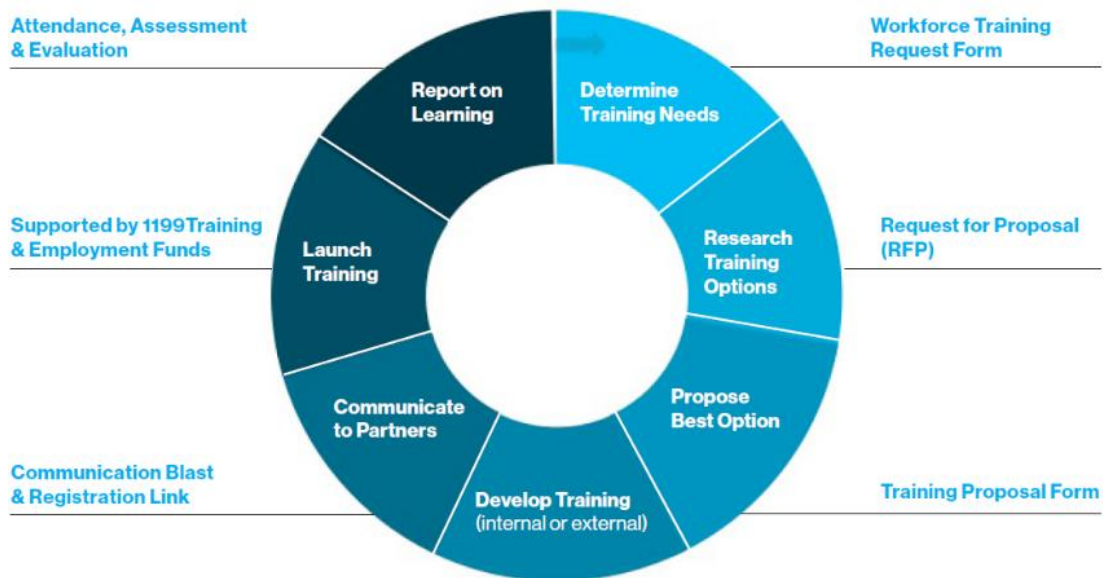 Attendance, Assessment
& Evaluation
Workforce Training
Request Form
Report on
Learning
Determine
Training Needs
Supported by 1199Training
& Employment Funds
Launch
Training
Research
Training
Options
Request for Proposal
(RFP)
Communicate
to Partners
Propose
Best Option
Communication Blast
& Registration Link
Develop Training
(internal or external)
Training Proposal Form